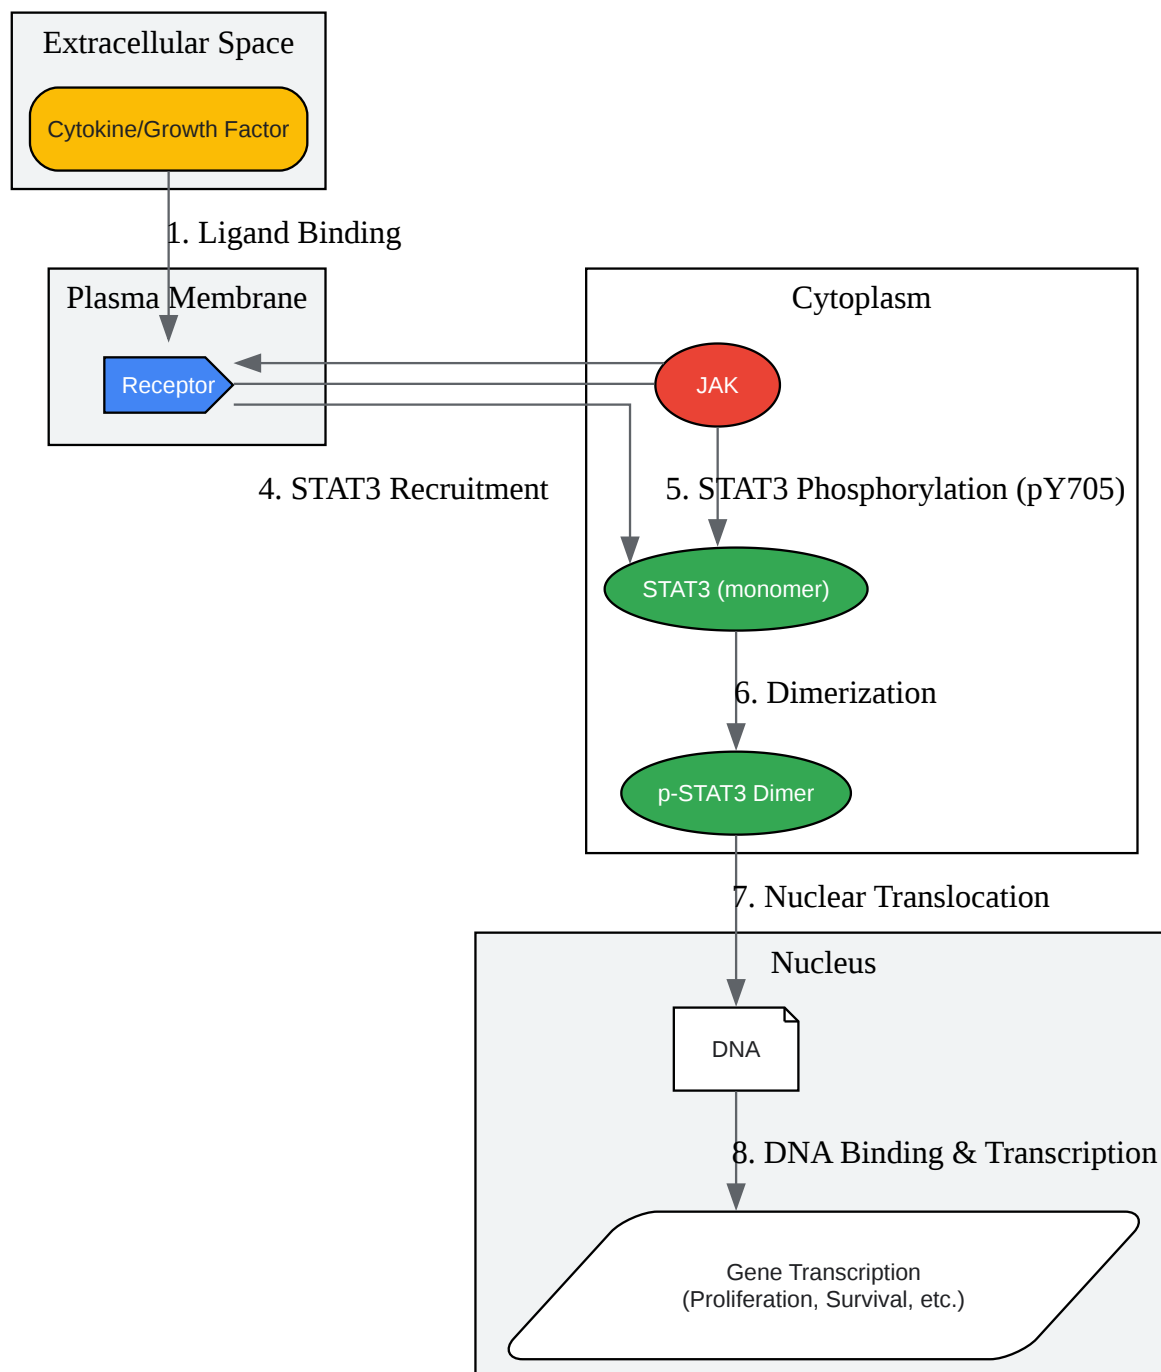 Extracellular Space
Cytokine/Growth Factor
1. Ligand Binding
Plasma Membrane
Cytoplasm
Receptor
JAK
4. STAT3 Recruitment
5. STAT3 Phosphorylation (pY705)
STAT3 (monomer)
6. Dimerization
p-STAT3 Dimer
7. Nuclear Translocation
Nucleus
DNA
8. DNA Binding & Transcription
Gene Transcription
(Proliferation, Survival, etc.)